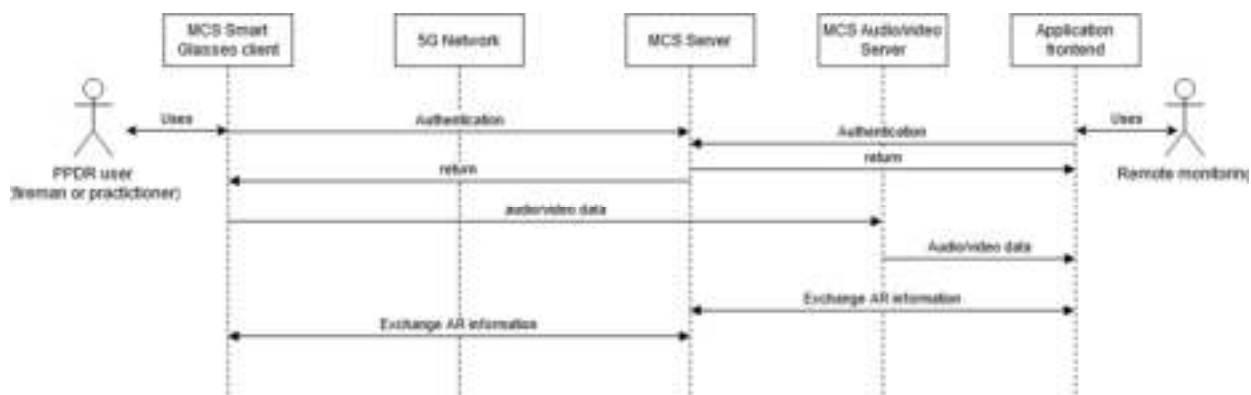 MCS Smart
Glasses client
5G Network
MCS Server
MCS Audio/video
Server
Application
frontend
Uses
Authentication
Authentication
Uses
return
return
PPDR user
(fireman or practictioner)
Remote monitoring
audio/video data
Audio/video data
Exchange AR information
Exchange AR information